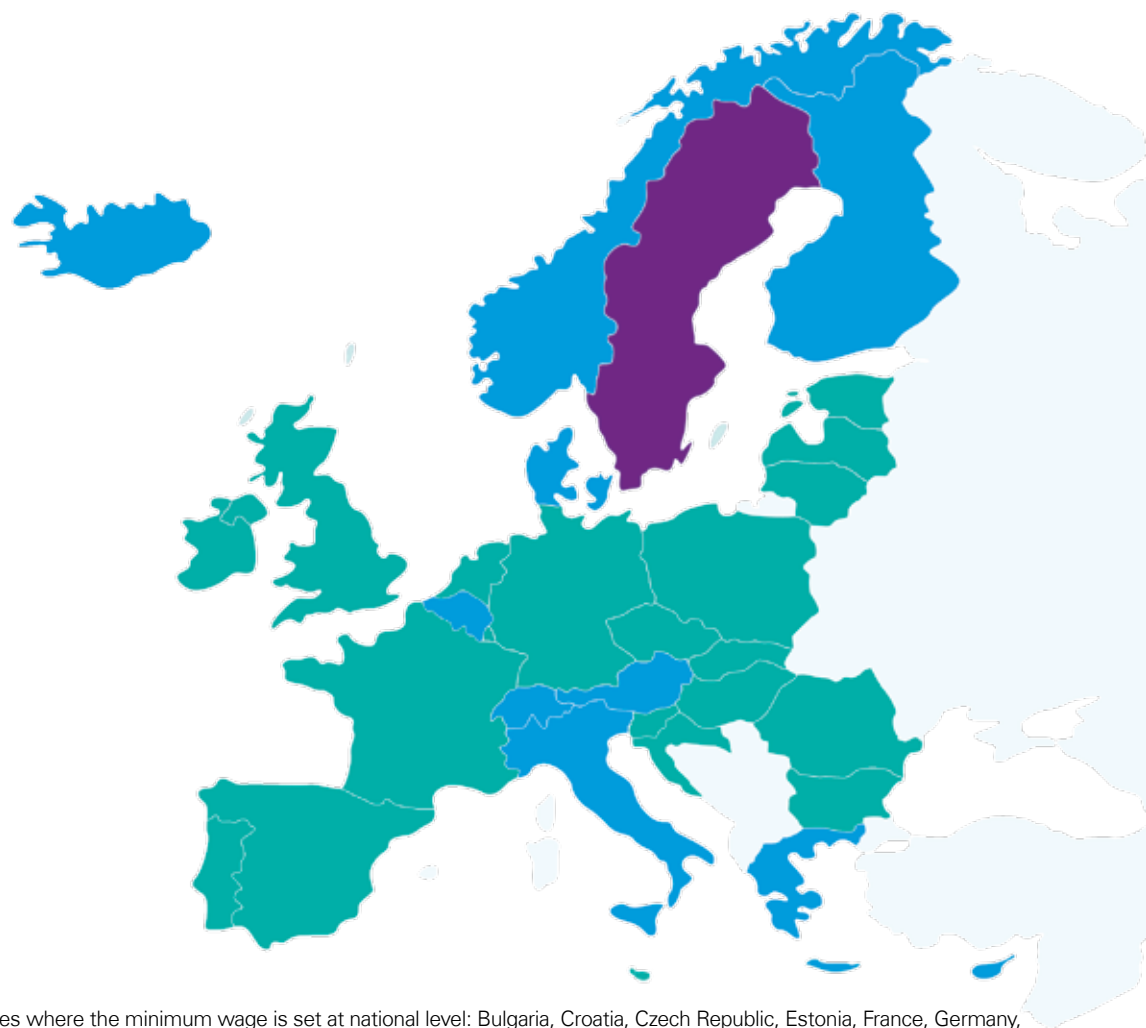 es where the minimum wage is set at national level: Bulgaria, Croatia, Czech Republic, Estonia, France, Germany,